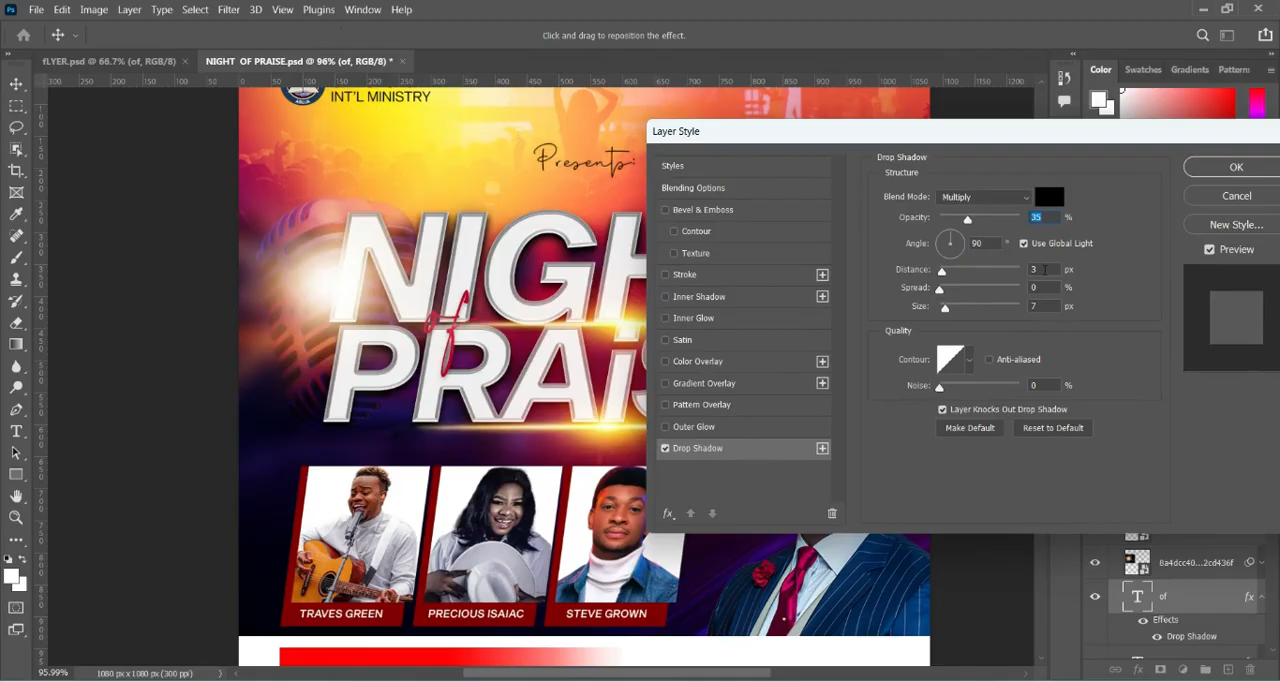 Ps File Edit Image Layer Type Select Filter 3D View Plugins Window Help
Click and drag to reposition the effect.
fLYER.psd @ 66.7% (of, RGB/8) × NIGHT OF PRAISE.psd @ 96% (of, RGB/8) * ×
Color Swatches Gradients Pattern
INT'L MINISTRY
Presents:
NIGH
of
PRAiS
TRAVES GREEN PRECIOUS ISAIAC STEVE GROWN
Layer Style
Styles
Blending Options
Bevel & Emboss
Contour
Texture
Stroke
Inner Shadow
Inner Glow
Satin
Color Overlay
Gradient Overlay
Pattern Overlay
Outer Glow
Drop Shadow
fx
Drop Shadow
Structure
Blend Mode: Multiply
Opacity: 35 %
Angle: 90 ° Use Global Light
Distance: 3 px
Spread: 0 %
Size: 7 px
Quality
Contour: Anti-aliased
Noise: 0 %
Layer Knocks Out Drop Shadow
Make Default Reset to Default
OK
Cancel
New Style...
Preview
8a4dcc40...2cd436f
T of fx
Effects
Drop Shadow
95.99% 1080 px x 1080 px (300 ppi)